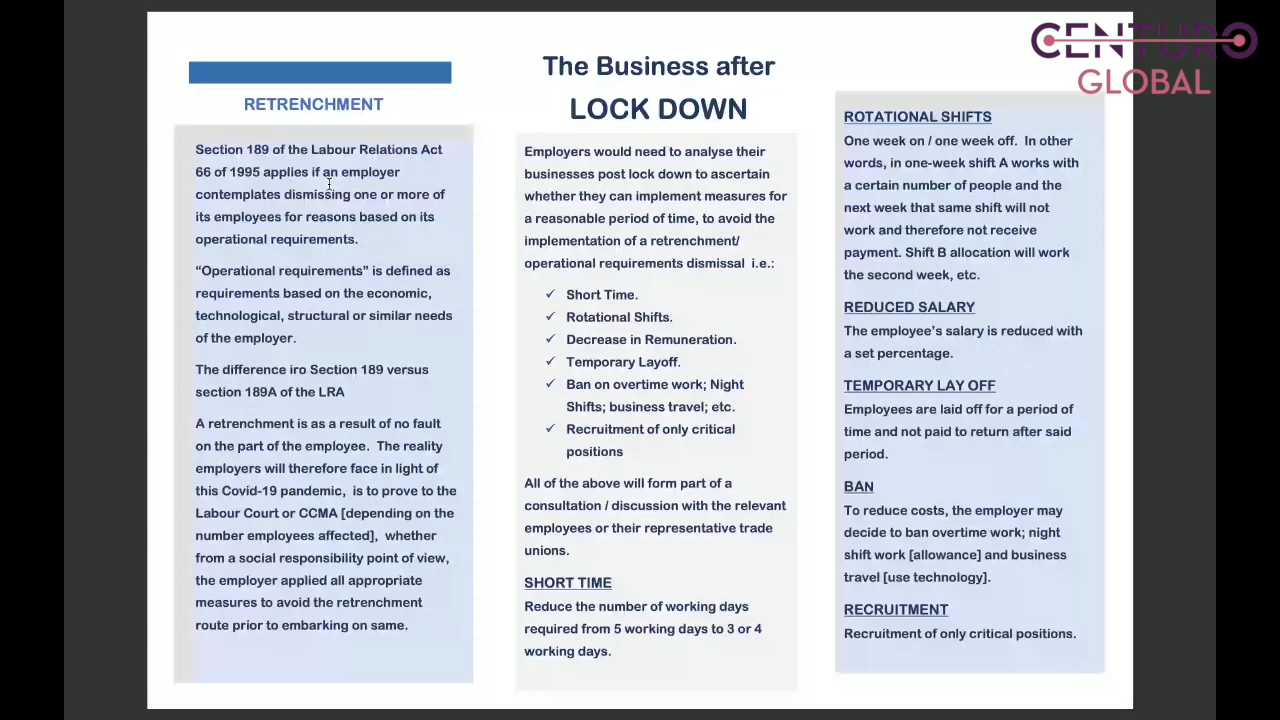 CENTURO
GLOBAL
RETRENCHMENT
Section 189 of the Labour Relations Act
66 of 1995 applies if an employer
contemplates dismissing one or more of
its employees for reasons based on its
operational requirements.
“Operational requirements” is defined as
requirements based on the economic,
technological, structural or similar needs
of the employer.
The difference iro Section 189 versus
section 189A of the LRA
A retrenchment is as a result of no fault
on the part of the employee. The reality
employers will therefore face in light of
this Covid-19 pandemic, is to prove to the
Labour Court or CCMA [depending on the
number employees affected], whether
from a social responsibility point of view,
the employer applied all appropriate
measures to avoid the retrenchment
route prior to embarking on same.
The Business after
LOCK DOWN
Employers would need to analyse their
businesses post lock down to ascertain
whether they can implement measures for
a reasonable period of time, to avoid the
implementation of a retrenchment/
operational requirements dismissal i.e.:
✓ Short Time.
✓ Rotational Shifts.
✓ Decrease in Remuneration.
✓ Temporary Layoff.
✓ Ban on overtime work; Night
Shifts; business travel; etc.
✓ Recruitment of only critical
positions
All of the above will form part of a
consultation / discussion with the relevant
employees or their representative trade
unions.
SHORT TIME
Reduce the number of working days
required from 5 working days to 3 or 4
working days.
ROTATIONAL SHIFTS
One week on / one week off. In other
words, in one-week shift A works with
a certain number of people and the
next week that same shift will not
work and therefore not receive
payment. Shift B allocation will work
the second week, etc.
REDUCED SALARY
The employee’s salary is reduced with
a set percentage.
TEMPORARY LAY OFF
Employees are laid off for a period of
time and not paid to return after said
period.
BAN
To reduce costs, the employer may
decide to ban overtime work; night
shift work [allowance] and business
travel [use technology].
RECRUITMENT
Recruitment of only critical positions.